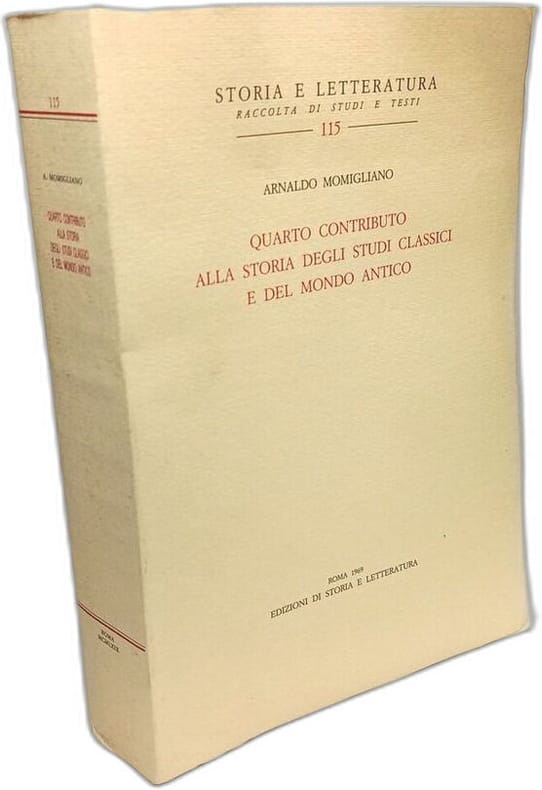 115
A. MOMIGLIANO
QUARTO CONTRIBUTO
ALLA STORIA
DEGLI STUDI CLASSICI
E DEL MONDO ANTICO
ROMA
MCMLXIX
STORIA E LETTERATURA
RACCOLTA DI STUDI E TESTI
115
ARNALDO MOMIGLIANO
QUARTO CONTRIBUTO
ALLA STORIA DEGLI STUDI CLASSICI
E DEL MONDO ANTICO
ROMA 1969
EDIZIONI DI STORIA E LETTERATURA